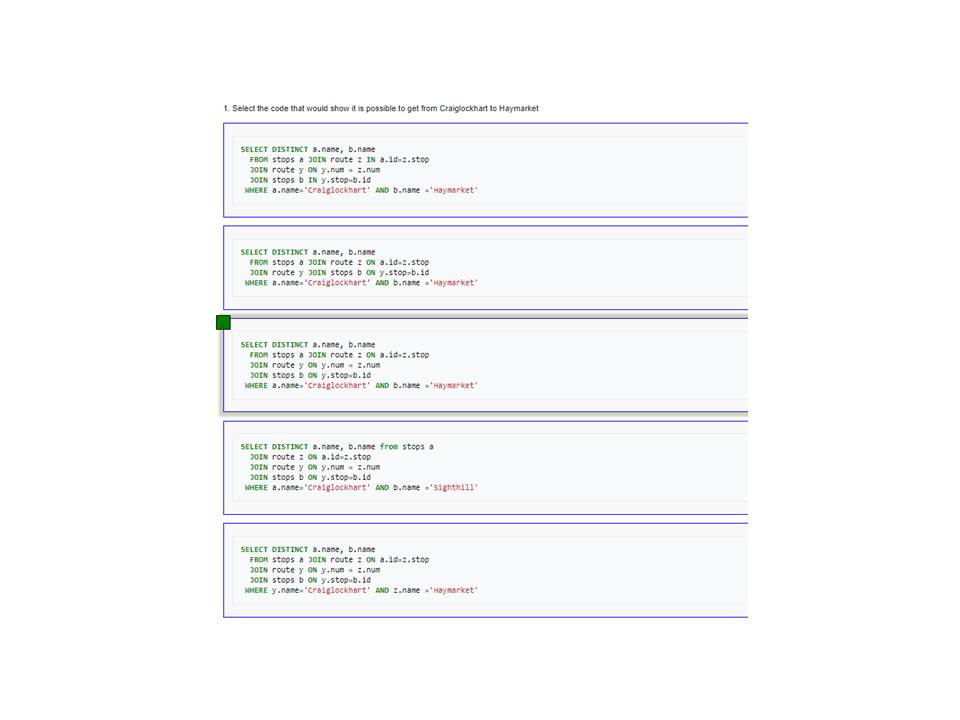 1. Select the code that would show it is possible to get from Craiglockhart to Haymarket
SELECT DISTINCT a.name, b.name
FROM stops a JOIN route z IN a.id=z.stop
JOIN route y ON y.num = z.num
JOIN stops b IN y.stop=b.id
WHERE a.name='Craiglockhart' AND b.name ='Haymarket'
SELECT DISTINCT a.name, b.name
FROM stops a JOIN route z ON a.id=z.stop
JOIN route y JOIN stops b ON y.stop=b.id
WHERE a.name='Craiglockhart' AND b.name ='Haymarket'
SELECT DISTINCT a.name, b.name
FROM stops a JOIN route z ON a.id=z.stop
JOIN route y ON y.num = z.num
JOIN stops b ON y.stop=b.id
WHERE a.name='Craiglockhart' AND b.name ='Haymarket'
SELECT DISTINCT a.name, b.name from stops a
JOIN route z ON a.id=z.stop
JOIN route y ON y.num = z.num
JOIN stops b ON y.stop=b.id
WHERE a.name='Craiglockhart' AND b.name ='Sighthill'
SELECT DISTINCT a.name, b.name
FROM stops a JOIN route z ON a.id=z.stop
JOIN route y ON y.num = z.num
JOIN stops b ON y.stop=b.id
WHERE y.name='Craiglockhart' AND z.name ='Haymarket'